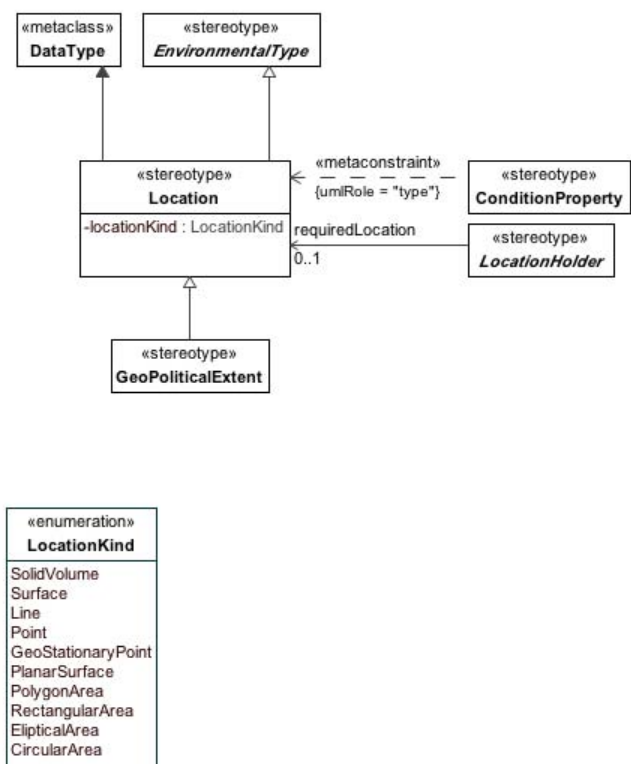 «metaclass»
DataType
«stereotype»
EnvironmentalType
«stereotype»
Location
-locationKind : LocationKind
«metaconstraint»
{umlRole = "type"}
«stereotype»
ConditionProperty
requiredLocation
0..1
«stereotype»
LocationHolder
«stereotype»
GeoPoliticalExtent
«enumeration»
LocationKind
SolidVolume
Surface
Line
Point
GeoStationaryPoint
PlanarSurface
PolygonArea
RectangularArea
ElipticalArea
CircularArea